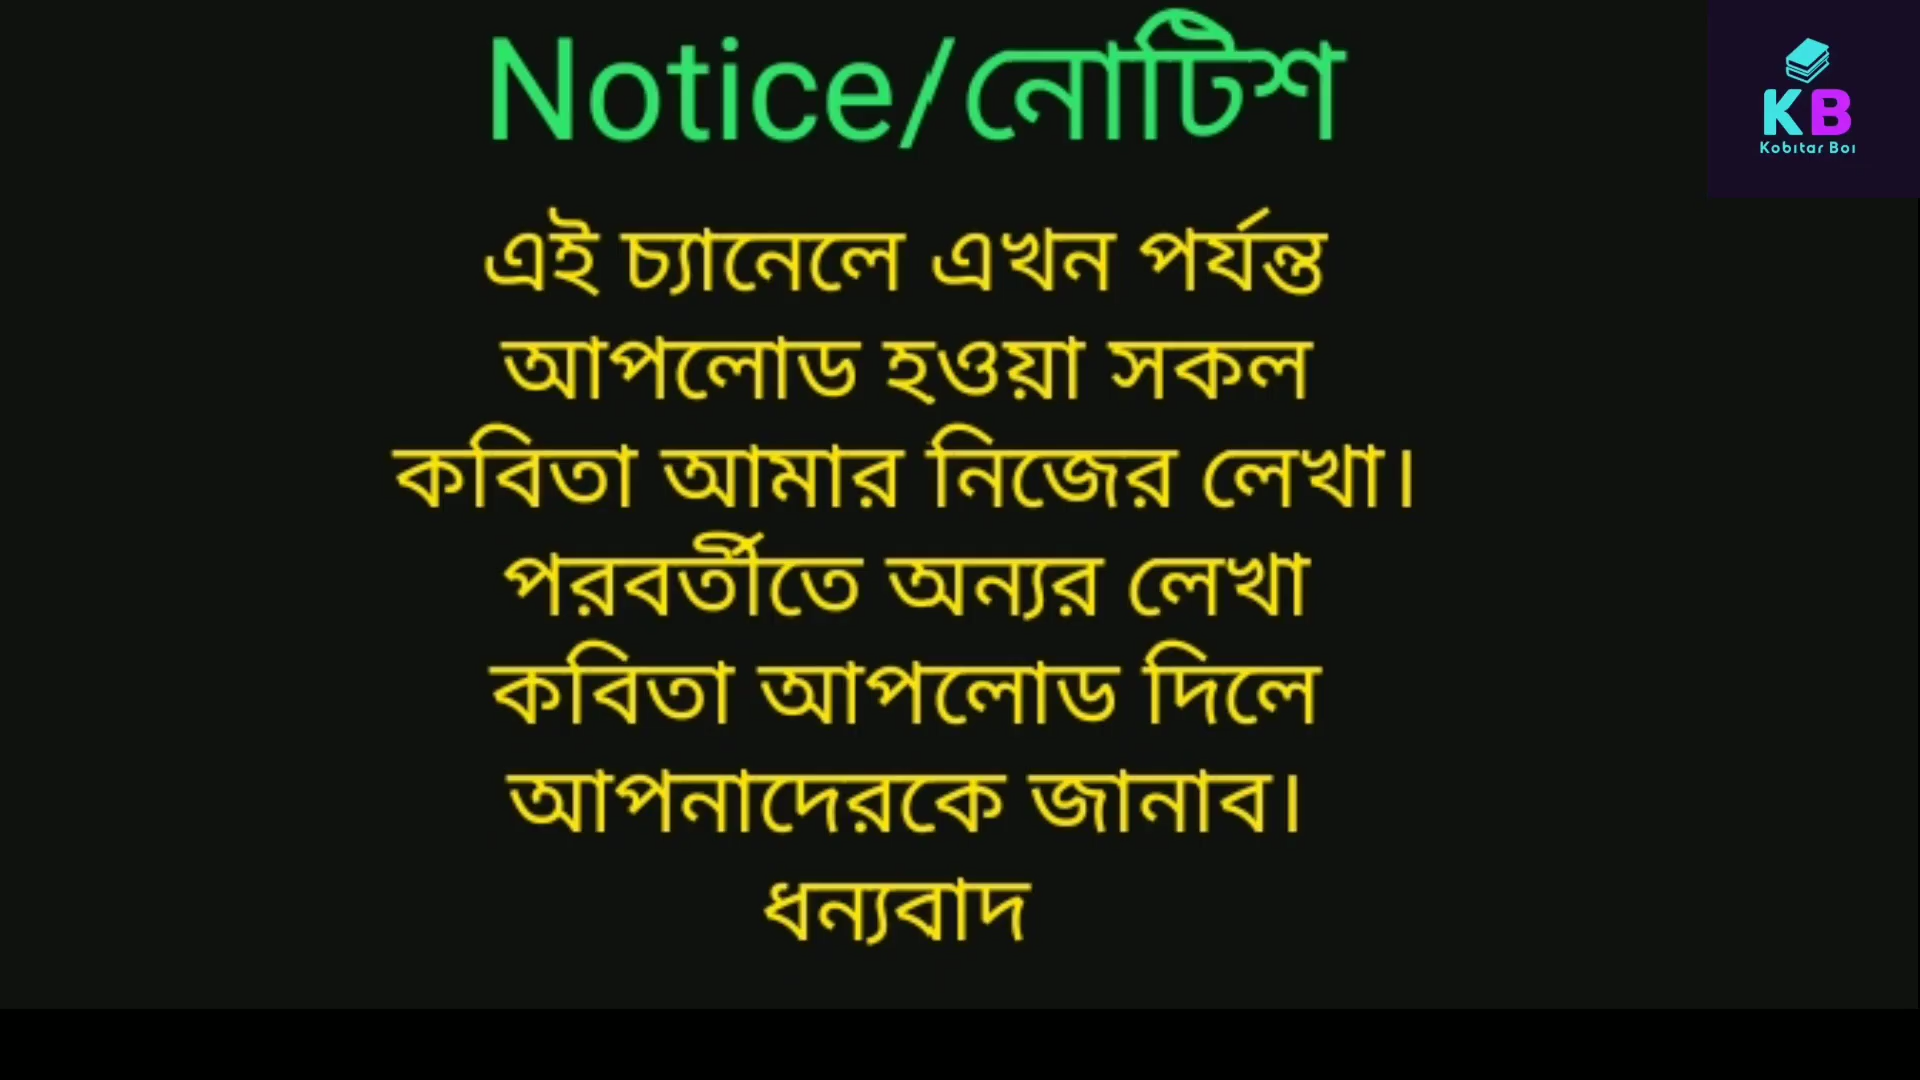 Notice/নোটিশ
KB
Kobitar Boi
এই চ্যানেলে এখন পর্যন্ত
আপলোড হওয়া সকল
কবিতা আমার নিজের লেখা।
পরবর্তীতে অন্যর লেখা
কবিতা আপলোড দিলে
আপনাদেরকে জানাব।
ধন্যবাদ